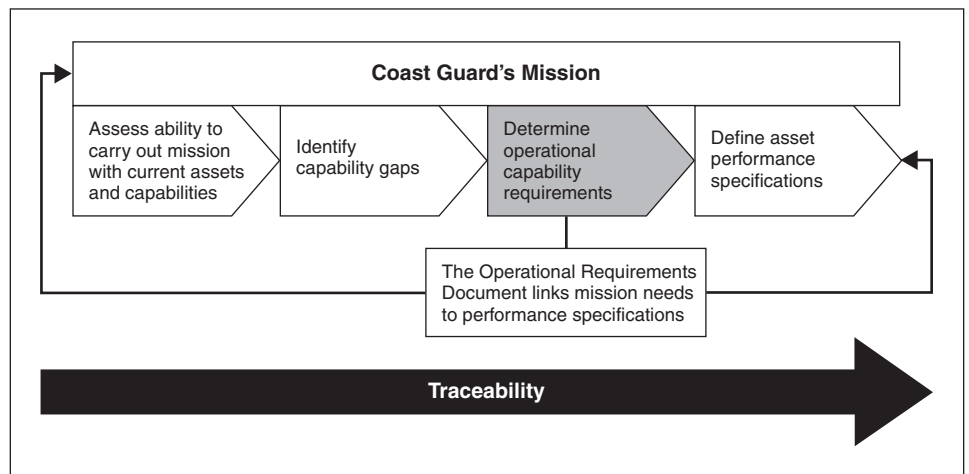 Coast Guard's Mission
Assess ability to
carry out mission
with current assets
and capabilities
Identify
capability gaps
Determine
operational
capability
requirements
Define asset
performance
specifications
The Operational Requirements
Document links mission needs
to performance specifications
Traceability